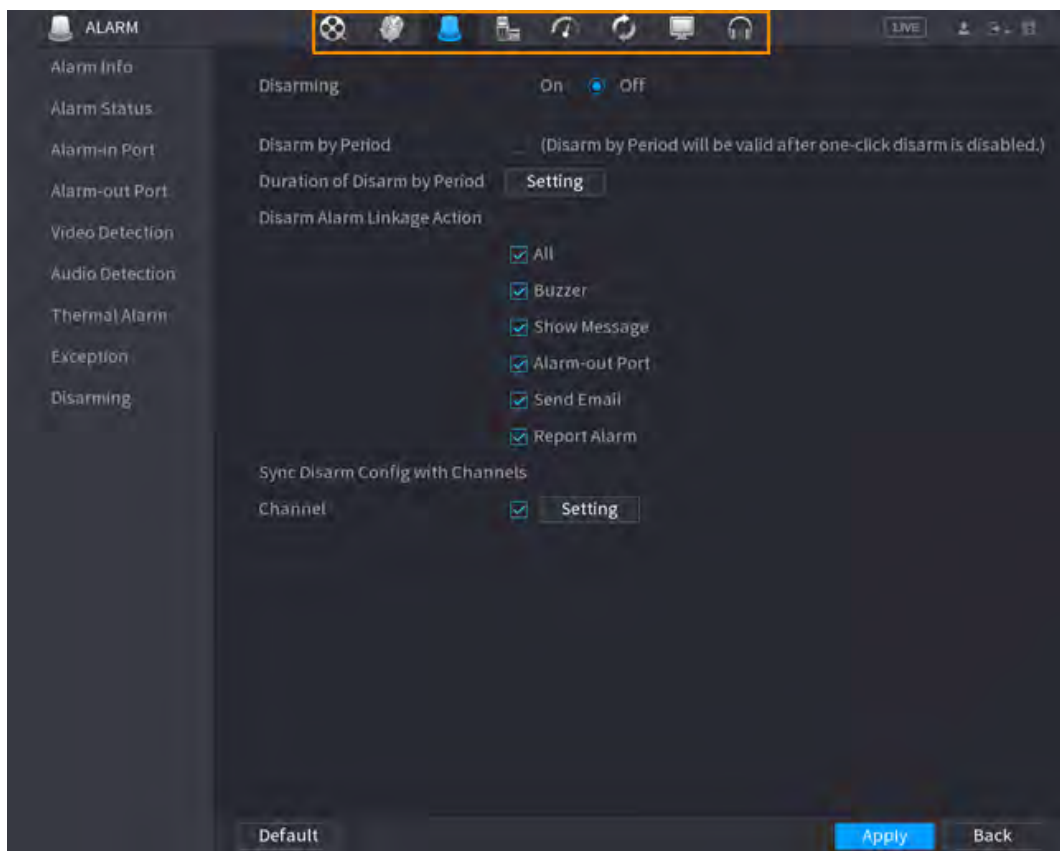 ALARM
LIVE
Alarm Info
Alarm Status
Alarm-in Port
Alarm-out Port
Video Detection
Audio Detection
Thermal Alarm
Exception
Disarming
Disarming On Off
Disarm by Period (Disarm by Period will be valid after one-click disarm is disabled.)
Duration of Disarm by Period Setting
Disarm Alarm Linkage Action
All
Buzzer
Show Message
Alarm-out Port
Send Email
Report Alarm
Sync Disarm Config with Channels
Channel Setting
Default Apply Back